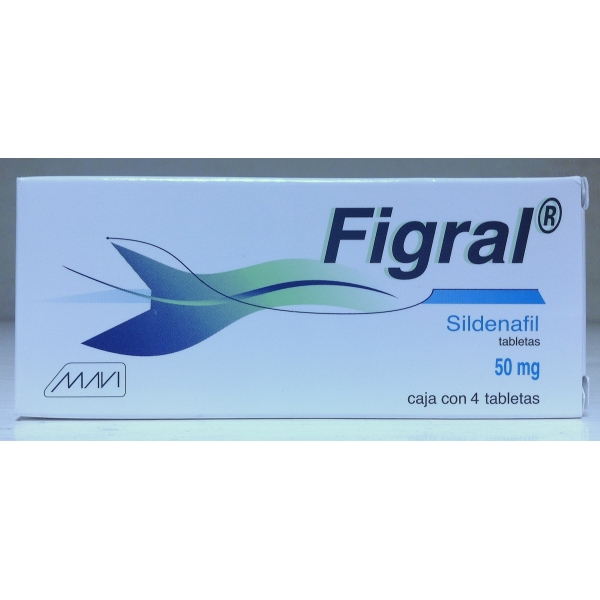 Figral®
Sildenafil
tabletas
50 mg
caja con 4 tabletas
MAVI